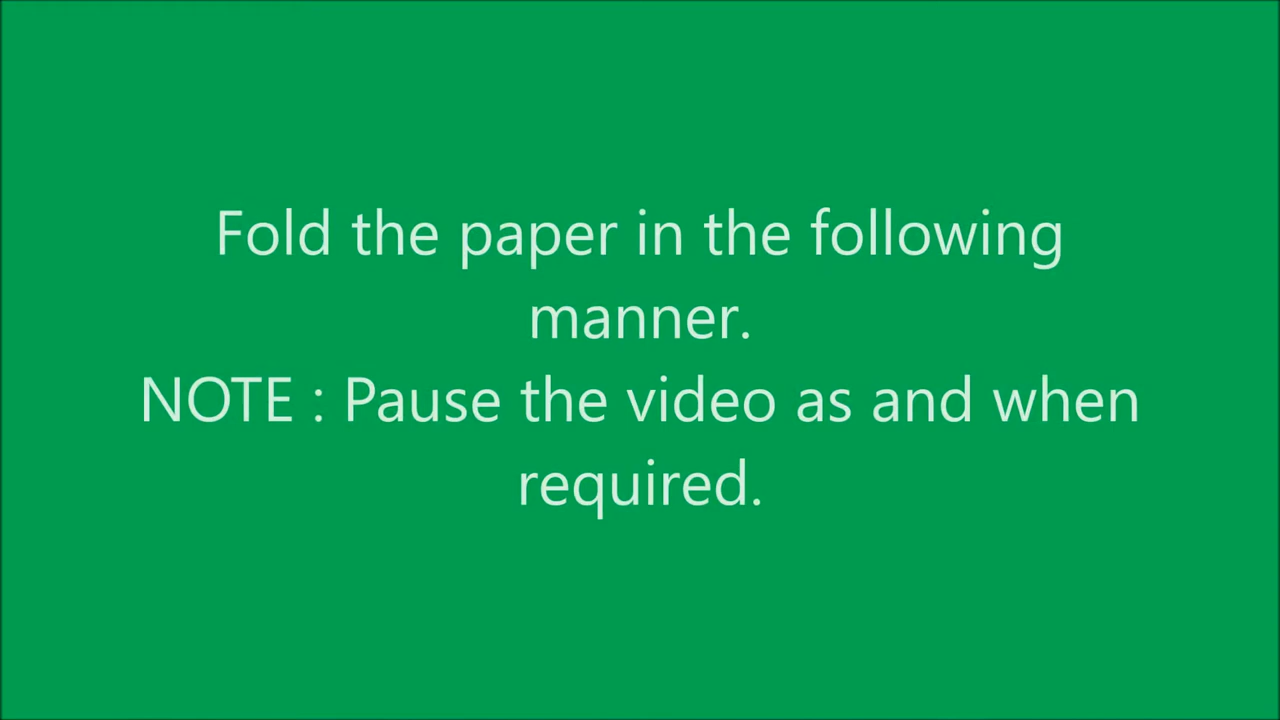 Fold the paper in the following
manner.
NOTE : Pause the video as and when
required.